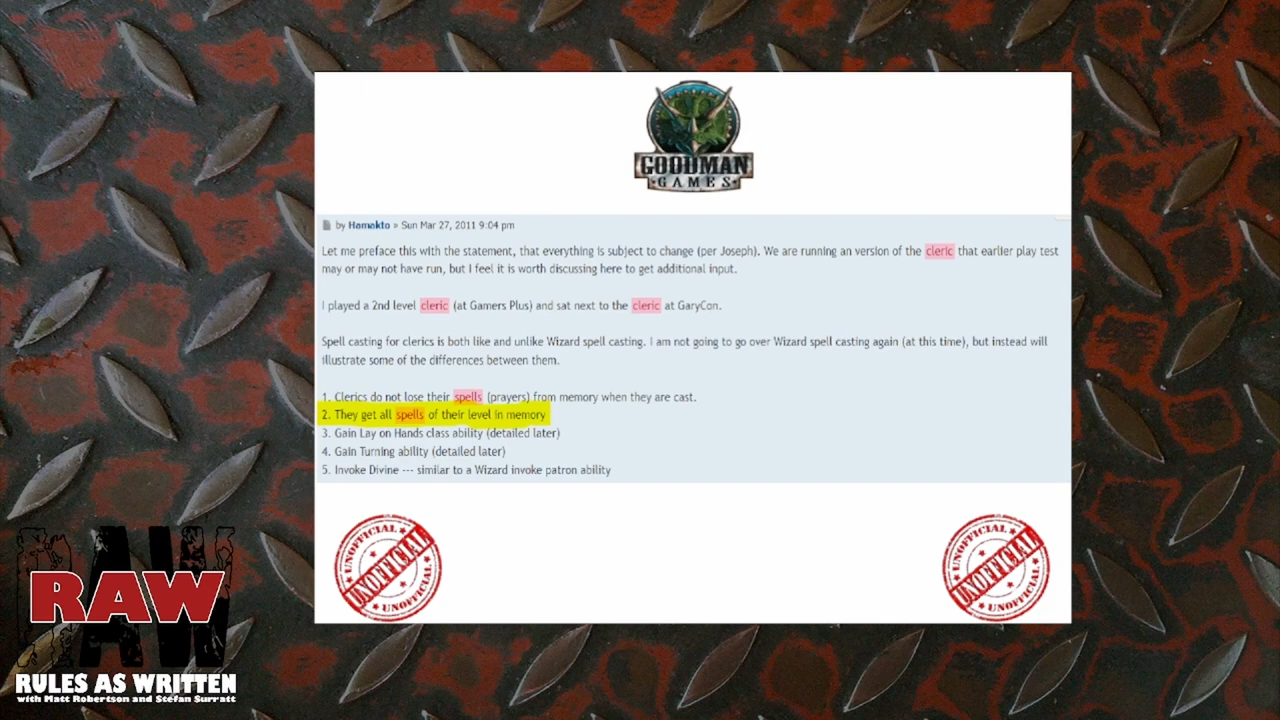 GOODMAN
GAMES
by Hamakto » Sun Mar 27, 2011 9:04 pm
Let me preface this with the statement, that everything is subject to change (per Joseph). We are running an version of the cleric that earlier play test
may or may not have run, but I feel it is worth discussing here to get additional input.
I played a 2nd level cleric (at Gamers Plus) and sat next to the cleric at GaryCon.
Spell casting for clerics is both like and unlike Wizard spell casting. I am not going to go over Wizard spell casting again (at this time), but instead will
illustrate some of the differences between them.
1. Clerics do not lose their spells (prayers) from memory when they are cast.
2. They get all spells of their level in memory
3. Gain Lay on Hands class ability (detailed later)
4. Gain Turning ability (detailed later)
5. Invoke Divine --- similar to a Wizard invoke patron ability
UNOFFICIAL
UNOFFICIAL
UNOFFICIAL
UNOFFICIAL
UNOFFICIAL
UNOFFICIAL
RAW
RAW
RULES AS WRITTEN
with Matt Robertson and Stefan Surratt